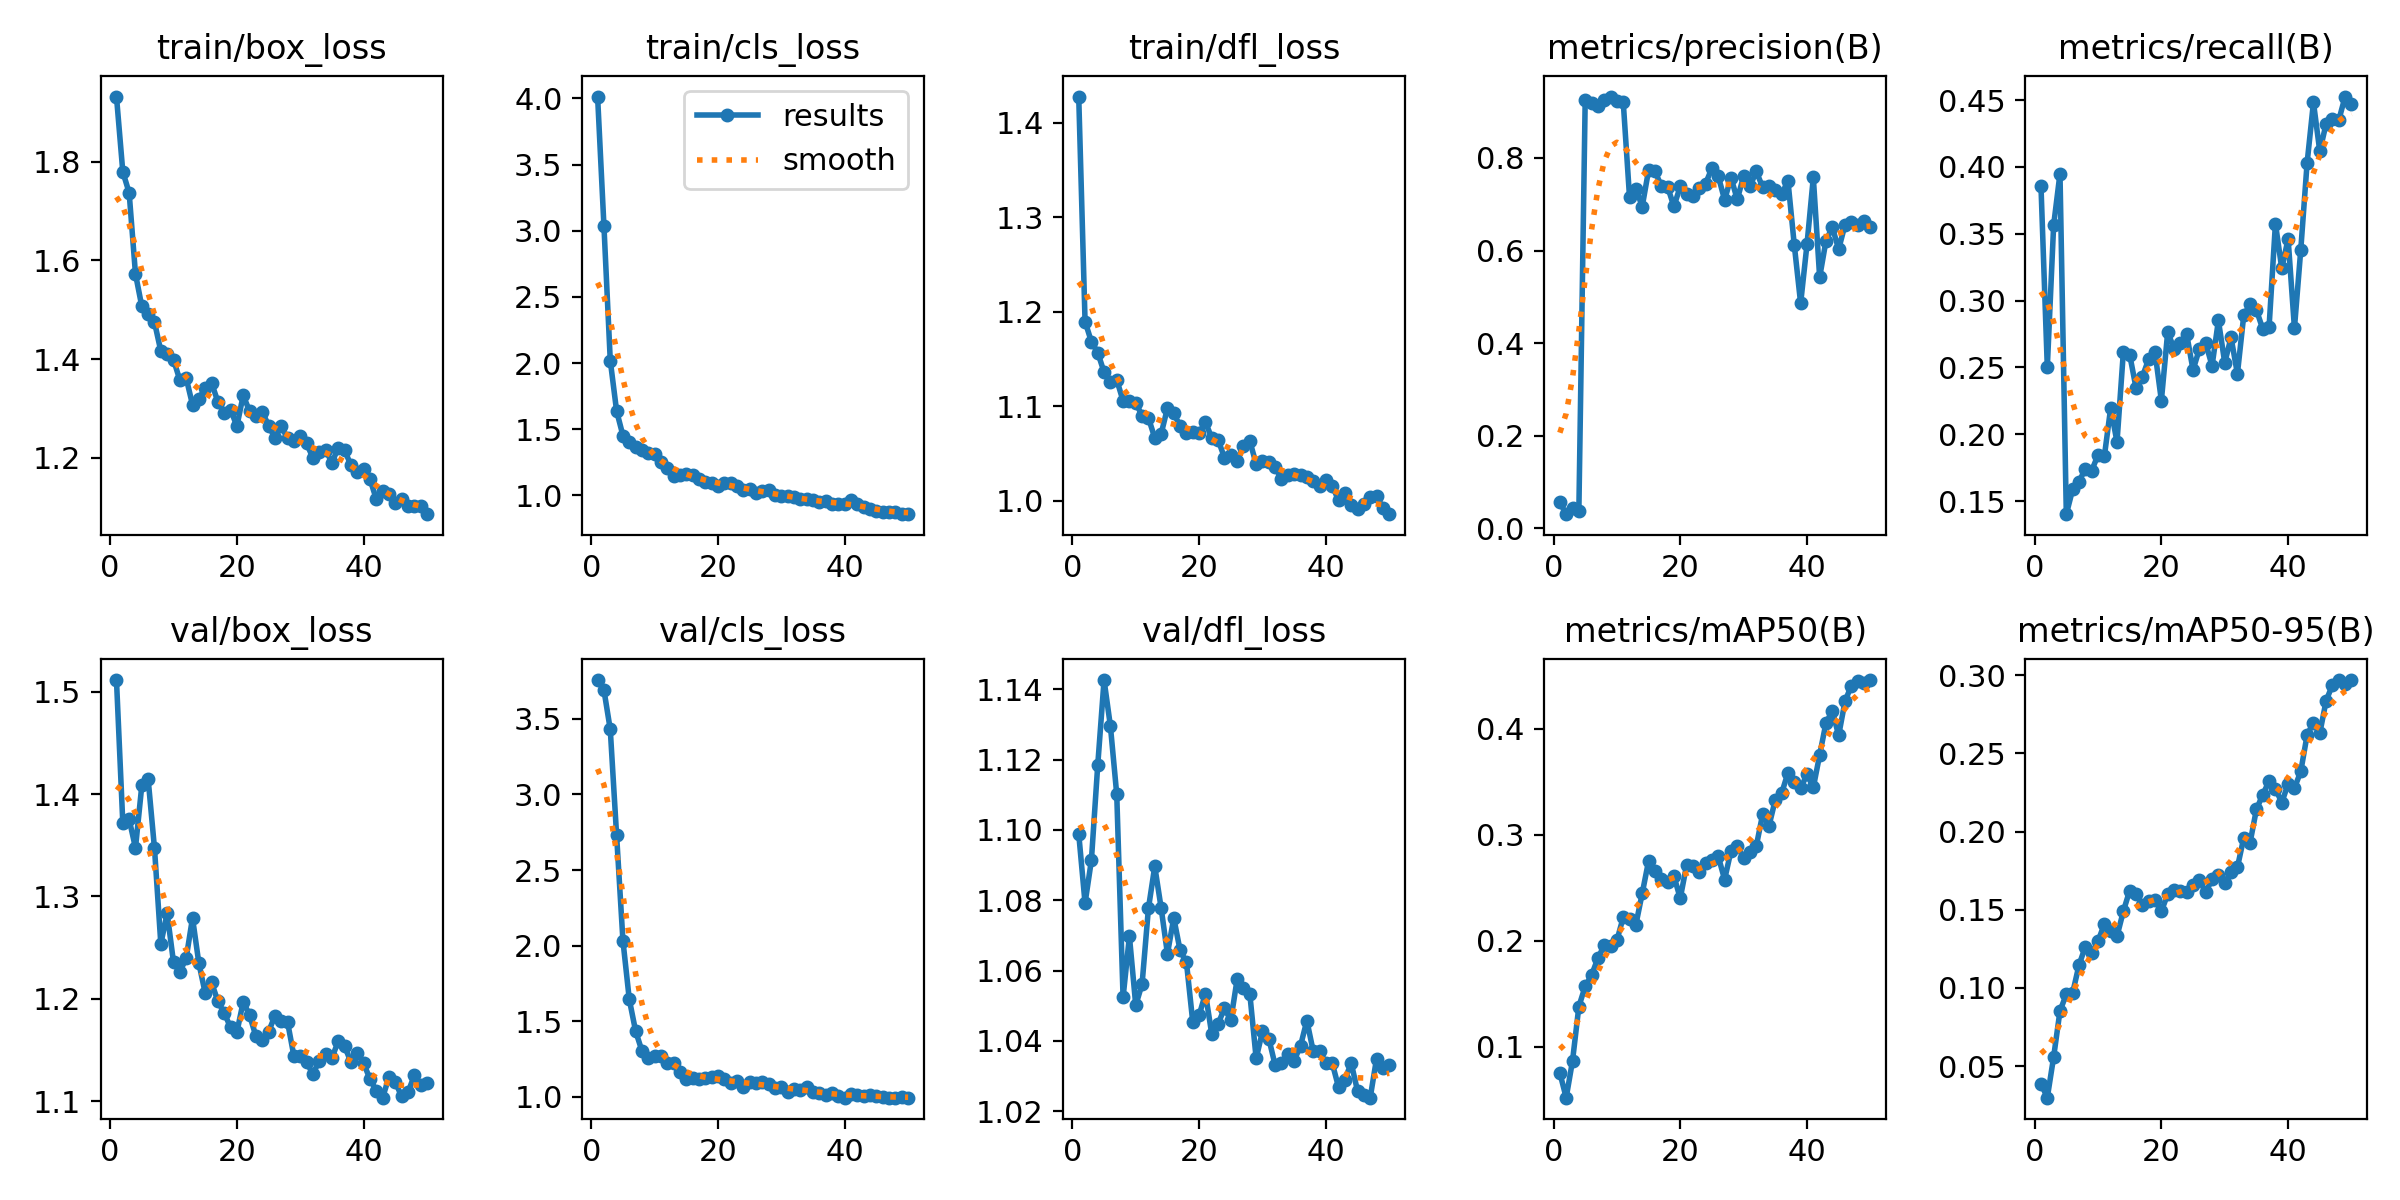 train/box_loss
train/cls_loss
train/dfl_loss
metrics/precision(B)
metrics/recall(B)
1.8
1.6
1.4
1.2
0 20 40
4.0
3.5
3.0
2.5
2.0
1.5
1.0
results
smooth
0 20 40
1.4
1.3
1.2
1.1
1.0
0 20 40
0.8
0.6
0.4
0.2
0.0
0 20 40
0.45
0.40
0.35
0.30
0.25
0.20
0.15
0 20 40
val/box_loss
val/cls_loss
val/dfl_loss
metrics/mAP50(B)
metrics/mAP50-95(B)
1.5
1.4
1.3
1.2
1.1
0 20 40
3.5
3.0
2.5
2.0
1.5
1.0
0 20 40
1.14
1.12
1.10
1.08
1.06
1.04
1.02
0 20 40
0.4
0.3
0.2
0.1
0 20 40
0.30
0.25
0.20
0.15
0.10
0.05
0 20 40